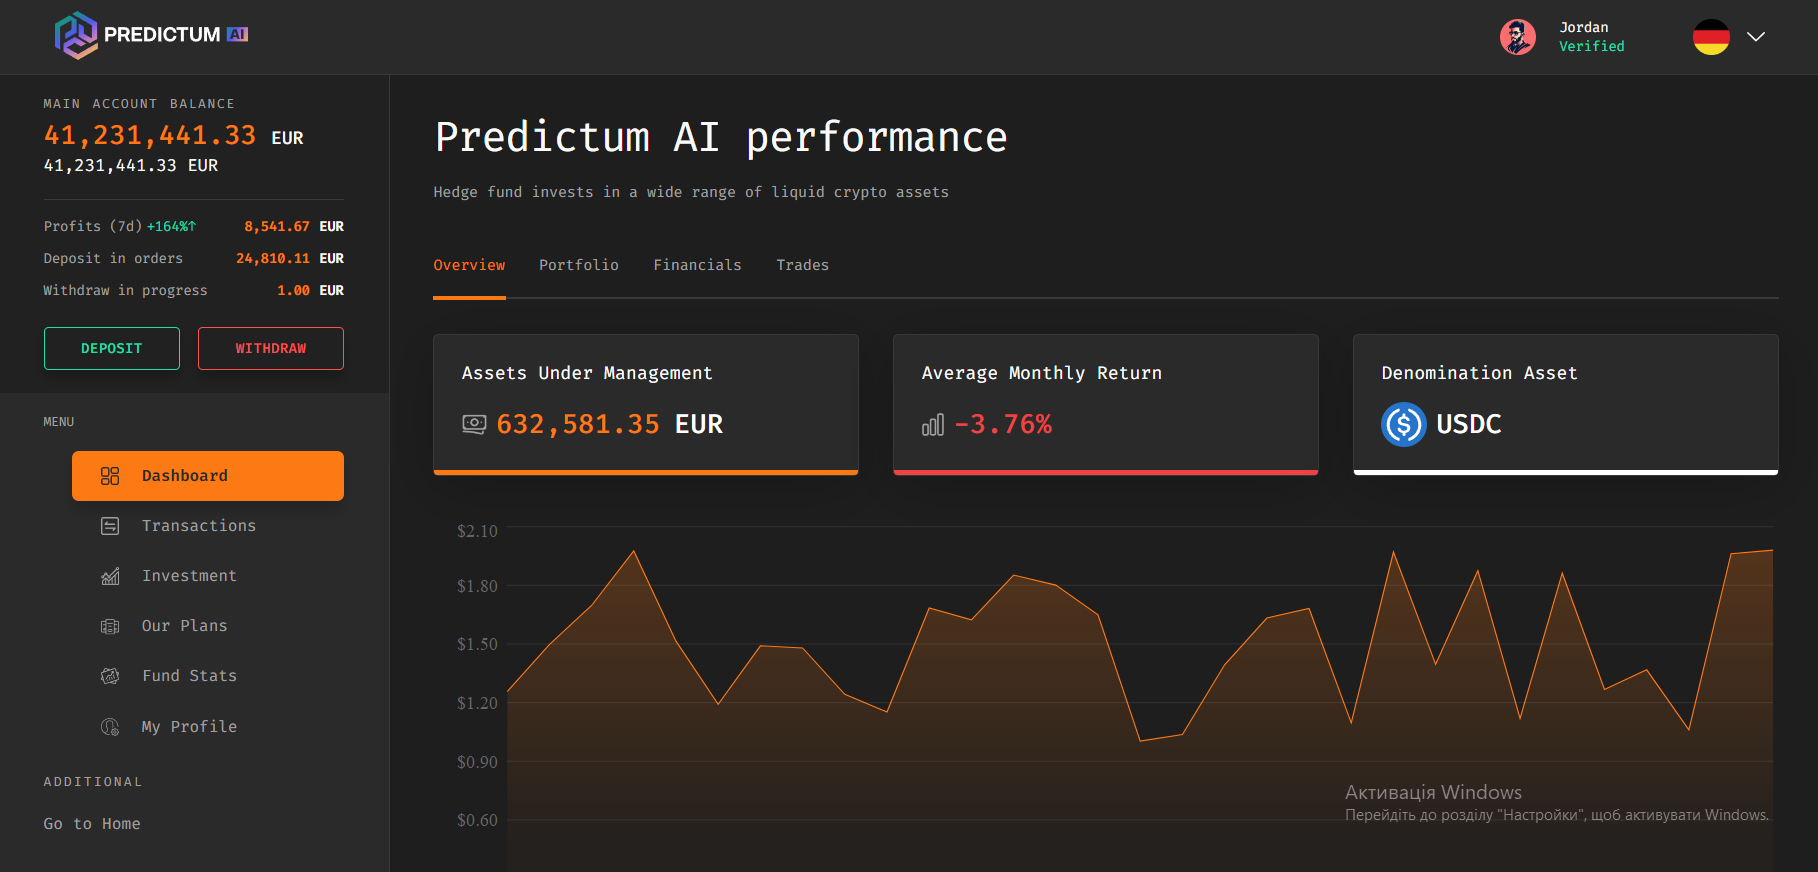 PREDICTUM AI
Jordan
Verified
MAIN ACCOUNT BALANCE
41,231,441.33 EUR
41,231,441.33 EUR
Profits (7d) +164%↑ 8,541.67 EUR
Deposit in orders 24,810.11 EUR
Withdraw in progress 1.00 EUR
DEPOSIT WITHDRAW
MENU
Dashboard
Transactions
Investment
Our Plans
Fund Stats
My Profile
ADDITIONAL
Go to Home
Predictum AI performance
Hedge fund invests in a wide range of liquid crypto assets
Overview Portfolio Financials Trades
Assets Under Management
632,581.35 EUR
Average Monthly Return
-3.76%
Denomination Asset
USDC
$2.10
$1.80
$1.50
$1.20
$0.90
$0.60
Активація Windows
Перейдіть до розділу "Настройки", щоб активувати Windows.